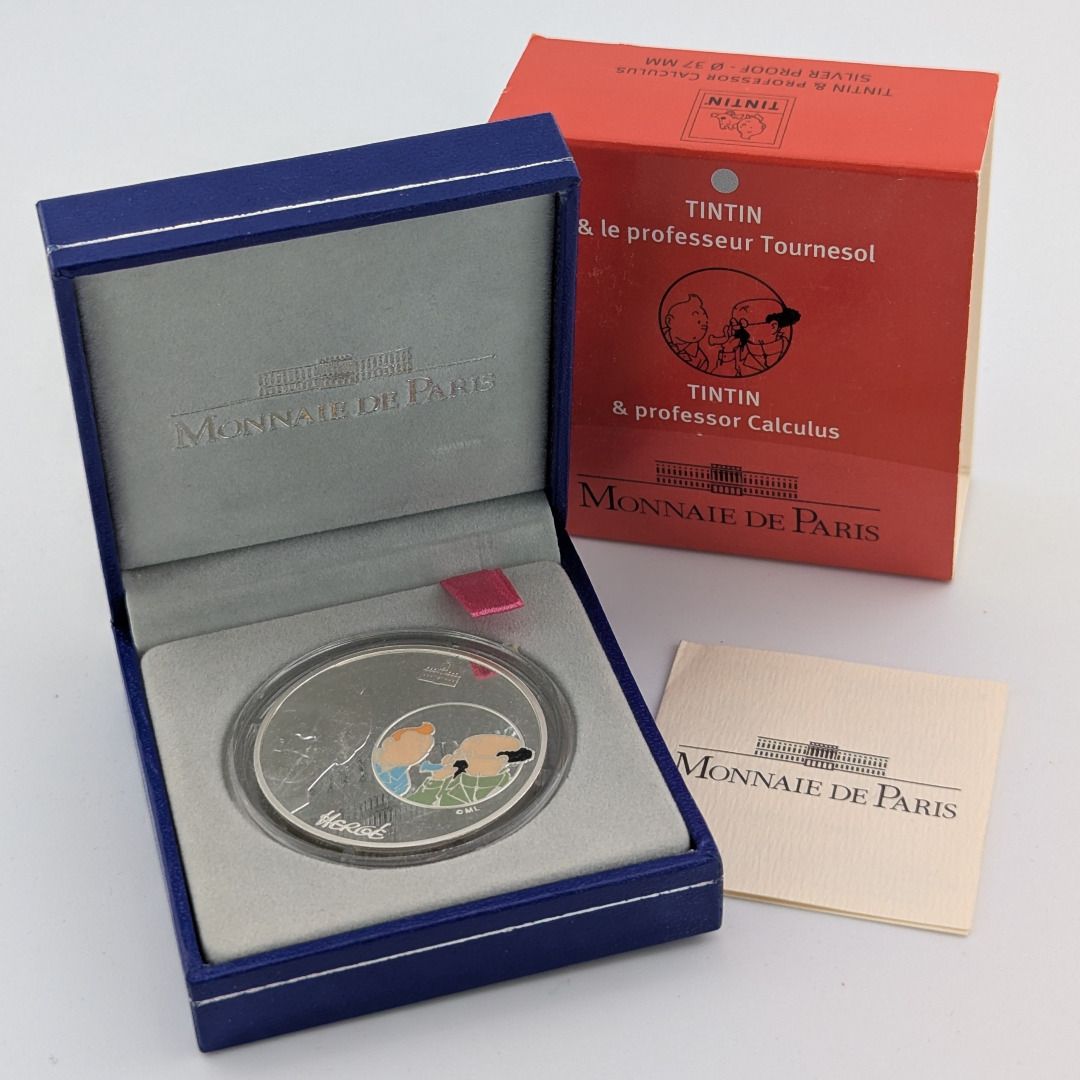 TINTIN & PROFESSOR CALCULUS
SILVER PROOF - Ø 37 MM
TINTIN
TINTIN
& le professeur Tournesol
TINTIN
& professor Calculus
MONNAIE DE PARIS
MONNAIE DE PARIS
HERGÉ
©ML
MONNAIE DE PARIS